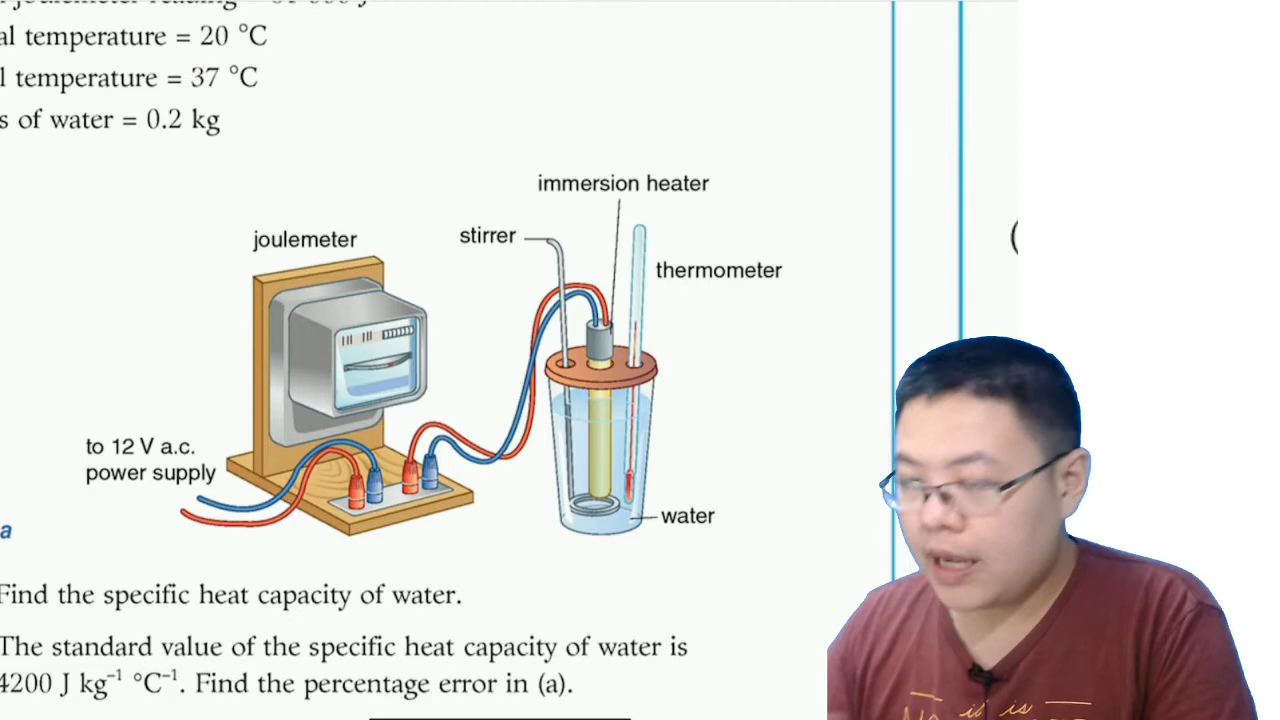 al temperature = 20 °C
l temperature = 37 °C
s of water = 0.2 kg
immersion heater
joulemeter
stirrer
thermometer
to 12 V a.c.
power supply
water
a
Find the specific heat capacity of water.
The standard value of the specific heat capacity of water is
4200 J kg⁻¹ °C⁻¹. Find the percentage error in (a).
(
it is